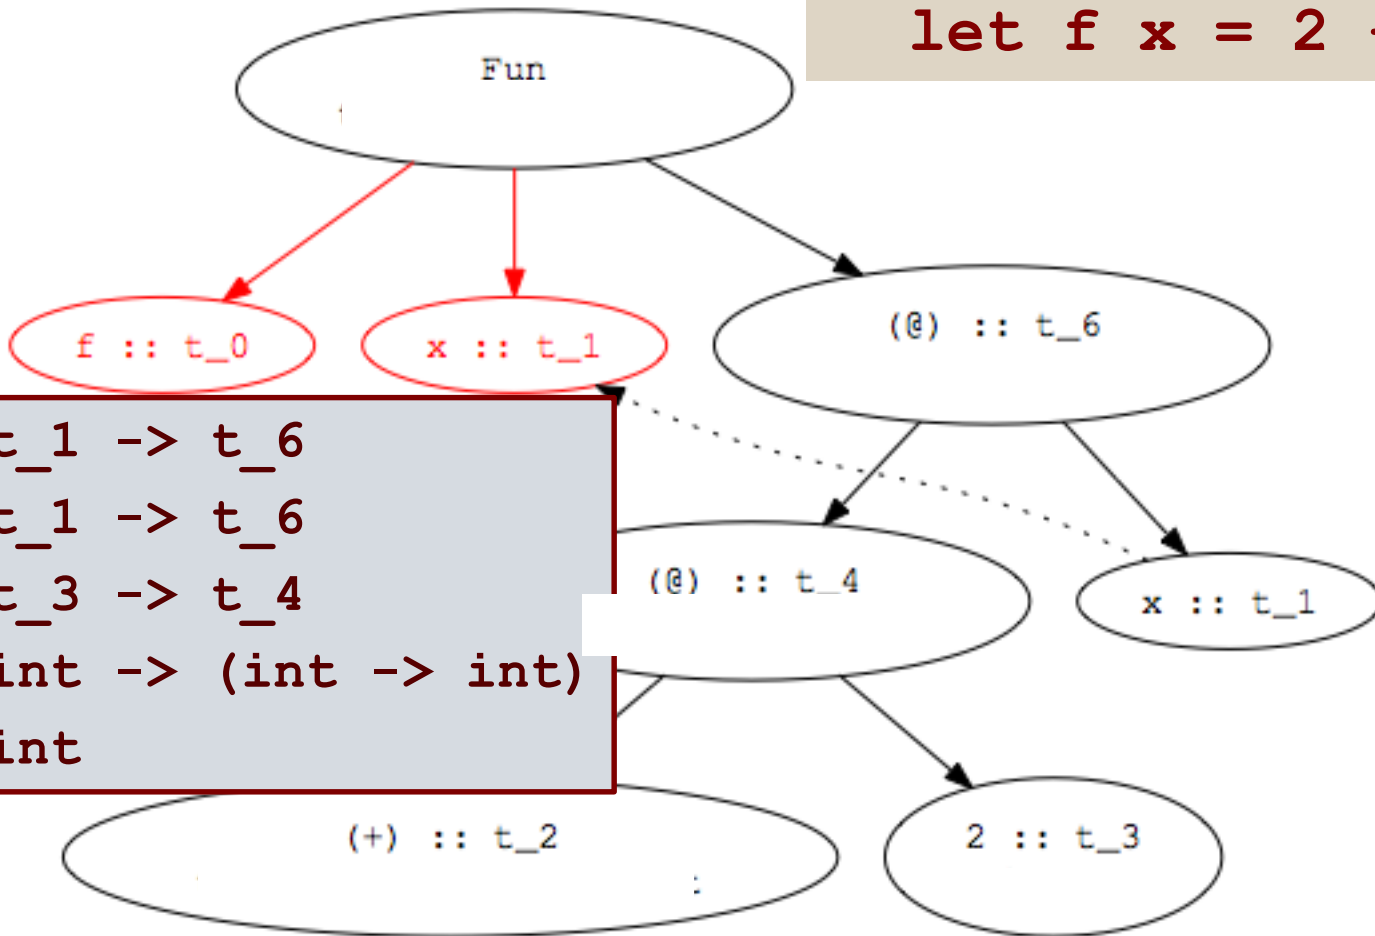 let f x = 2
Fun
f :: t_0
x :: t_1
(@) :: t_6
t_1 -> t_6
t_1 -> t_6
t_3 -> t_4
int -> (int -> int)
int
(@) :: t_4
x :: t_1
(+) :: t_2
2 :: t_3